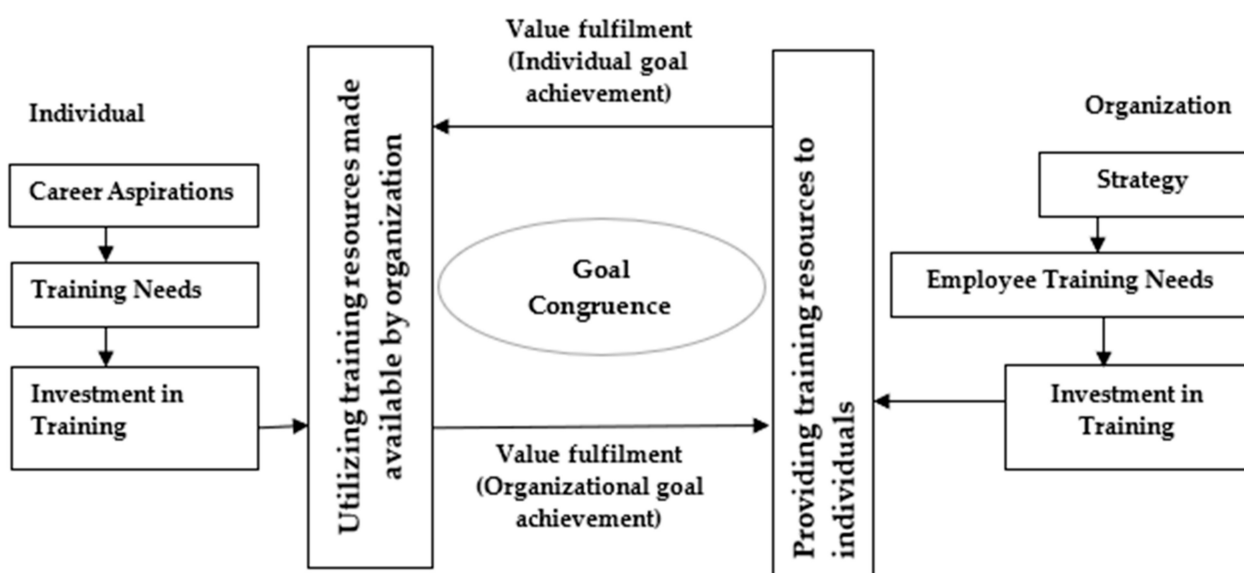 Value fulfilment
(Individual goal
achievement)
Individual
Organization
Career Aspirations
Training Needs
Investment in
Training
Utilizing training resources made
available by organization
Goal
Congruence
Value fulfilment
(Organizational goal
achievement)
Providing training resources to
individuals
Strategy
Employee Training Needs
Investment in
Training